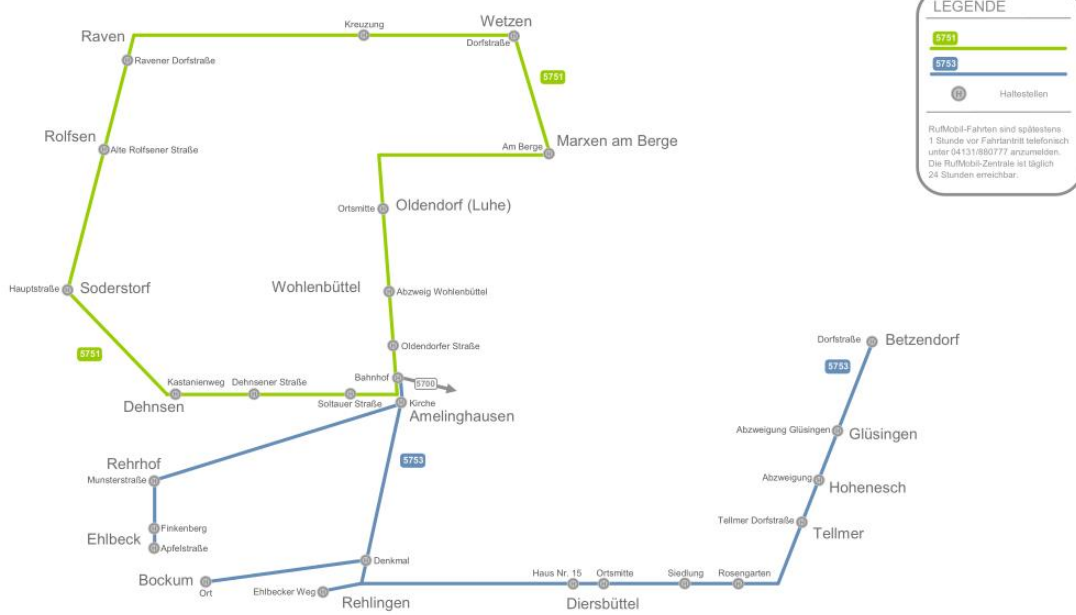 LEGENDE
5751
5753
H Haltestellen
RufMobil-Fahrten sind spätestens
1 Stunde vor Fahrtantritt telefonisch
unter 04131/880777 anzumelden.
Die RufMobil-Zentrale ist täglich
24 Stunden erreichbar.
Raven
Kreuzung
Wetzen
Dorfstraße
Ravener Dorfstraße
5751
Rolfsen
Alte Rolfsener Straße
Am Berge
Marxen am Berge
Ortsmitte
Oldendorf (Luhe)
Hauptstraße
Soderstorf
Wohlenbüttel
Abzweig Wohlenbüttel
5751
Oldendorfer Straße
Dorfstraße
Betzendorf
5753
Kastanienweg
Dehnsener Straße
Bahnhof
5700
Dehnsen
Soltauer Straße
Kirche
Amelinghausen
Abzweigung Glüsingen
Glüsingen
5753
Rehrhof
Munsterstraße
Abzweigung
Hohenesch
Finkenberg
Ehlbeck
Apfelstraße
Tellmer Dorfstraße
Tellmer
Denkmal
Bockum
Ort
Ehlbecker Weg
Rehlingen
Haus Nr. 15
Ortsmitte
Siedlung
Rosengarten
Diersbüttel